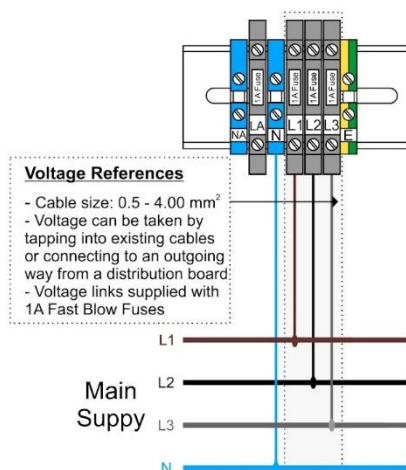 1A Fuse
1A Fuse
1A Fuse
1A Fuse
NA
LA
N
L1
L2
L3
E
Voltage References
- Cable size: 0.5 - 4.00 mm²
- Voltage can be taken by
tapping into existing cables
or connecting to an outgoing
way from a distribution board
- Voltage links supplied with
1A Fast Blow Fuses
L1
Main
Suppy
L2
L3
N